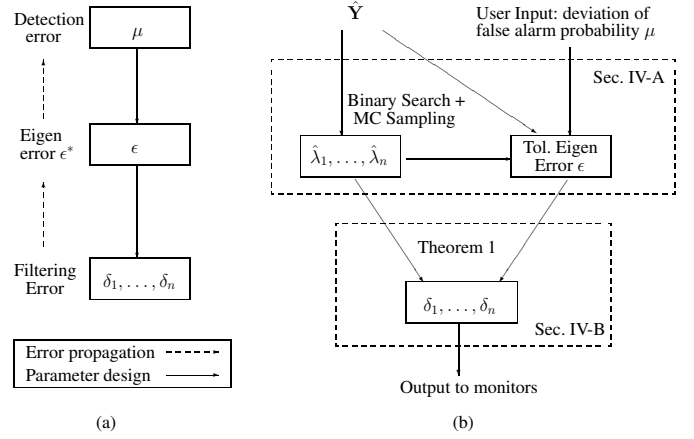 Detection
error
μ
Eigen
error ϵ*
ϵ
Filtering
Error
δ₁, . . . , δₙ
Error propagation
Parameter design
(a)
Ŷ
User Input: deviation of
false alarm probability μ
Sec. IV-A
Binary Search +
MC Sampling
λ̂₁, . . . , λ̂ₙ
Tol. Eigen
Error ϵ
Theorem 1
δ₁, . . . , δₙ
Sec. IV-B
Output to monitors
(b)